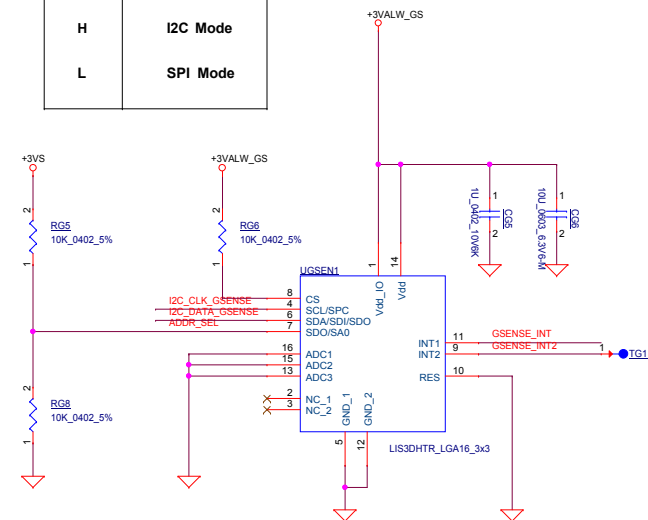 H I2C Mode
L SPI Mode
+3VALW_GS
+3VS
+3VALW_GS
2
RG5
10K_0402_5%
1
2
RG6
10K_0402_5%
1
1
1U_0402_10V6K
CG5
2
1
10U_0603_6.3V6-M
CG6
2
UGSEN1
1
Vdd_IO
14
Vdd
8 CS
I2C_CLK_GSENSE 4 SCL/SPC
I2C_DATA_GSENSE 6 SDA/SDI/SDO
ADDR_SEL 7 SDO/SA0
16 ADC1
15 ADC2
13 ADC3
2 NC_1
3 NC_2
INT1 11 GSENSE_INT
INT2 9 GSENSE_INT2 1 TG1
RES 10
GND_1
5
GND_2
12
LIS3DHTR_LGA16_3x3
2
RG8
10K_0402_5%
1